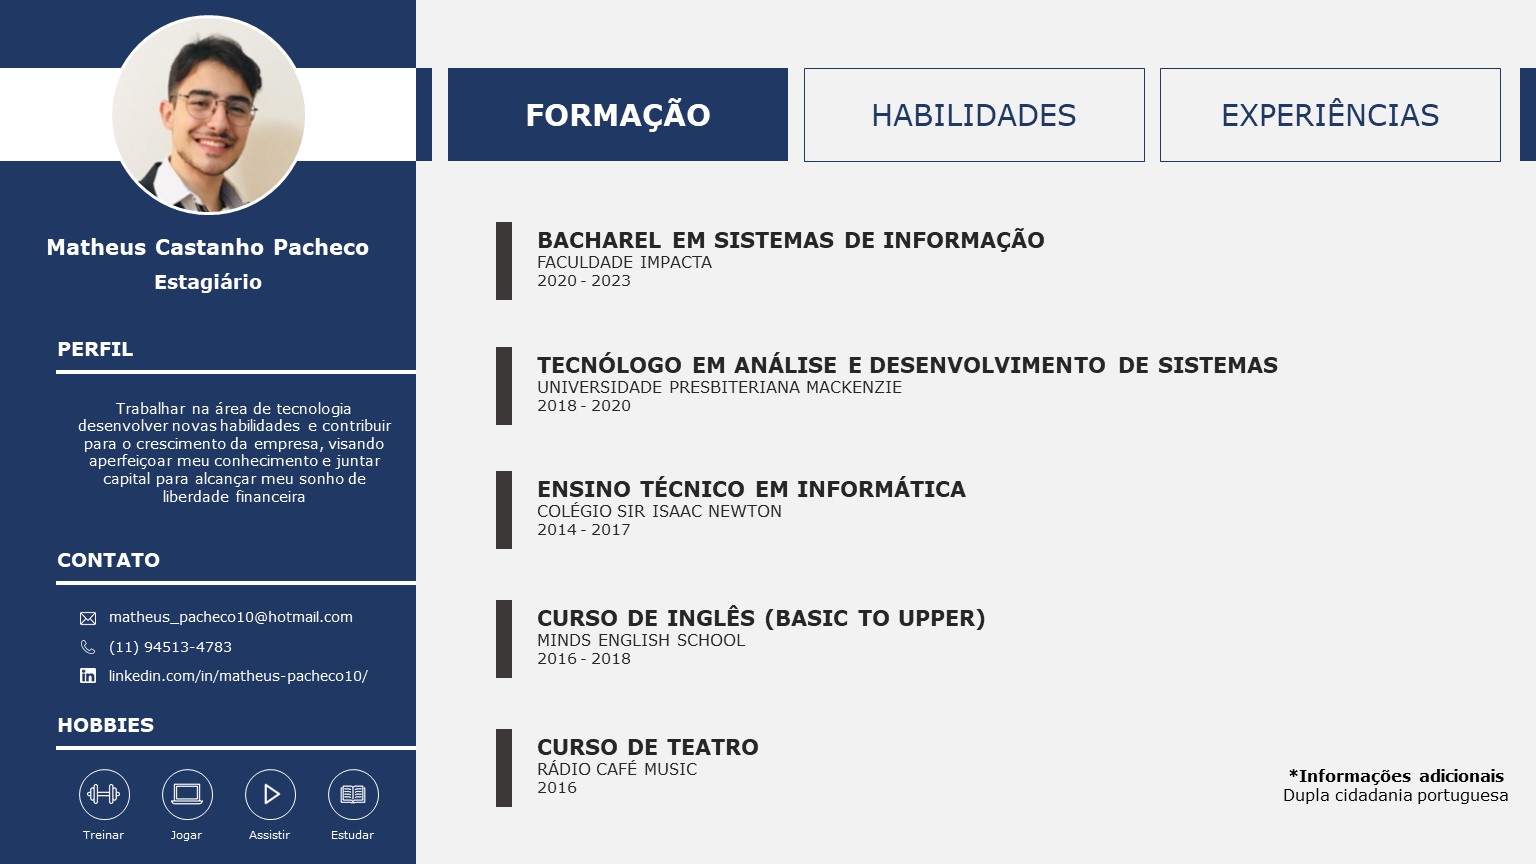 Matheus Castanho Pacheco
Estagiário
PERFIL
Trabalhar na área de tecnologia
desenvolver novas habilidades e contribuir
para o crescimento da empresa, visando
aperfeiçoar meu conhecimento e juntar
capital para alcançar meu sonho de
liberdade financeira
CONTATO
matheus_pacheco10@hotmail.com
(11) 94513-4783
linkedin.com/in/matheus-pacheco10/
HOBBIES
Treinar
Jogar
Assistir
Estudar
FORMAÇÃO
HABILIDADES
EXPERIÊNCIAS
BACHAREL EM SISTEMAS DE INFORMAÇÃO
FACULDADE IMPACTA
2020 - 2023
TECNÓLOGO EM ANÁLISE E DESENVOLVIMENTO DE SISTEMAS
UNIVERSIDADE PRESBITERIANA MACKENZIE
2018 - 2020
ENSINO TÉCNICO EM INFORMÁTICA
COLÉGIO SIR ISAAC NEWTON
2014 - 2017
CURSO DE INGLÊS (BASIC TO UPPER)
MINDS ENGLISH SCHOOL
2016 - 2018
CURSO DE TEATRO
RÁDIO CAFÉ MUSIC
2016
*Informações adicionais
Dupla cidadania portuguesa